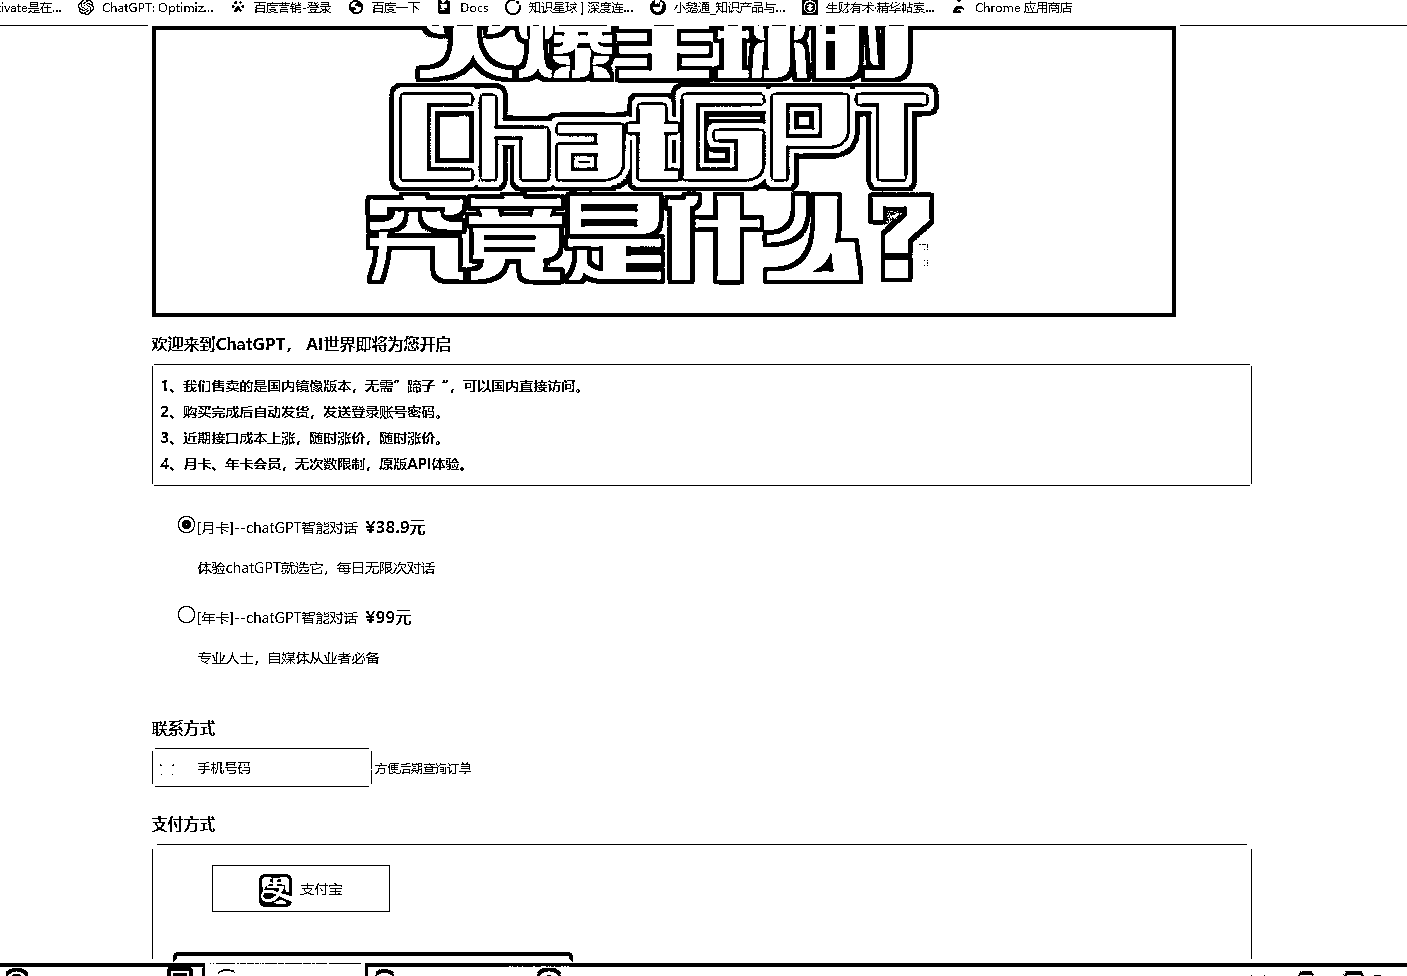 ivate是在... ChatGPT: Optimiz... 百度营销-登录 百度一下 Docs 知识星球 | 深度连... 小鹅通_知识产品与... 生财有术·精华帖索... Chrome 应用商店
火爆全球的
ChatGPT
究竟是什么？
欢迎来到ChatGPT， AI世界即将为您开启
1、我们售卖的是国内镜像版本，无需”蹄子“，可以国内直接访问。
2、购买完成后自动发货，发送登录账号密码。
3、近期接口成本上涨，随时涨价，随时涨价。
4、月卡、年卡会员，无次数限制，原版API体验。
[月卡]--chatGPT智能对话 ¥38.9元
体验chatGPT就选它，每日无限次对话
[年卡]--chatGPT智能对话 ¥99元
专业人士，自媒体从业者必备
联系方式
手机号码 方便后期查询订单
支付方式
支 支付宝